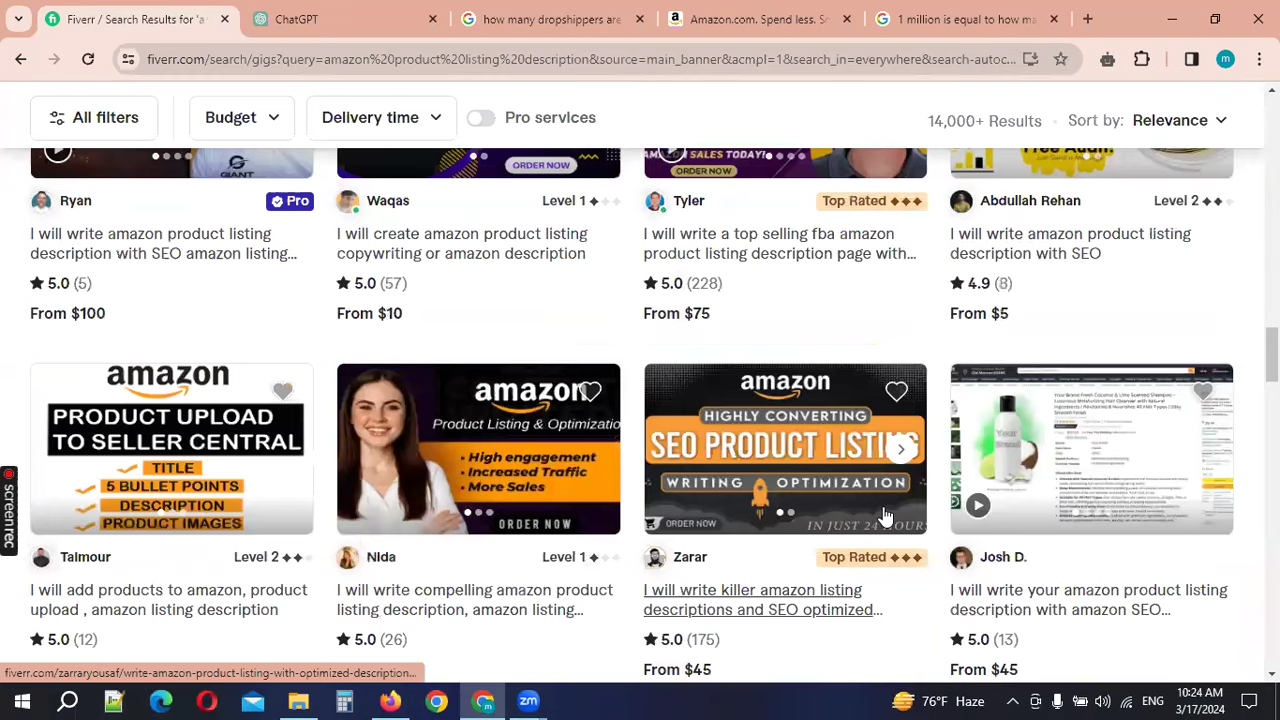 Fiverr / Search Results for 'a
ChatGPT
how many dropshippers are
Amazon.com. Spend less. Sm
1 million is equal to how ma
fiverr.com/search/gigs?query=amazon%20product%20listing%20description&source=main_banner&acmpl=1&search_in=everywhere&search-autoc...
m
All filters
Budget
Delivery time
Pro services
14,000+ Results
Sort by: Relevance
GIANT
ORDER NOW
AMAZON SALES TODAY!
ORDER NOW
Free Audit!
Ryan
Pro
Waqas
Level 1
Tyler
Top Rated
Abdullah Rehan
Level 2
I will write amazon product listing
description with SEO amazon listing...
I will create amazon product listing
copywriting or amazon description
I will write a top selling fba amazon
product listing description page with...
I will write amazon product listing
description with SEO
5.0 (5)
5.0 (57)
5.0 (228)
4.9 (8)
From $100
From $10
From $75
From $5
amazon
PRODUCT UPLOAD
TO SELLER CENTRAL
TITLE
5 BULLET POINTS
DESCRIPTION
PRODUCT IMAGES
amazon
Product Listing & Optimizatio
• High engagement
• Increased Traffic
• More Sales
ORDER NOW
amazon
HIGHLY CONVERTING
SEO PRODUCT LISTING
WRITING
OPTIMIZATION
ORDER NOW
IN JUST 24 HOURS
screenrec
Talmour
Level 2
Nida
Level 1
Zarar
Top Rated
Josh D.
I will add products to amazon, product
upload , amazon listing description
I will write compelling amazon product
listing description, amazon listing...
I will write killer amazon listing
descriptions and SEO optimized...
I will write your amazon product listing
description with amazon SEO...
5.0 (12)
5.0 (26)
5.0 (175)
5.0 (13)
From $45
From $45
fiverr.com/zarraryousaf/write-amazon-product-listing-with-optimized-description...
zm
76°F Haze
ENG
10:24 AM
3/17/2024